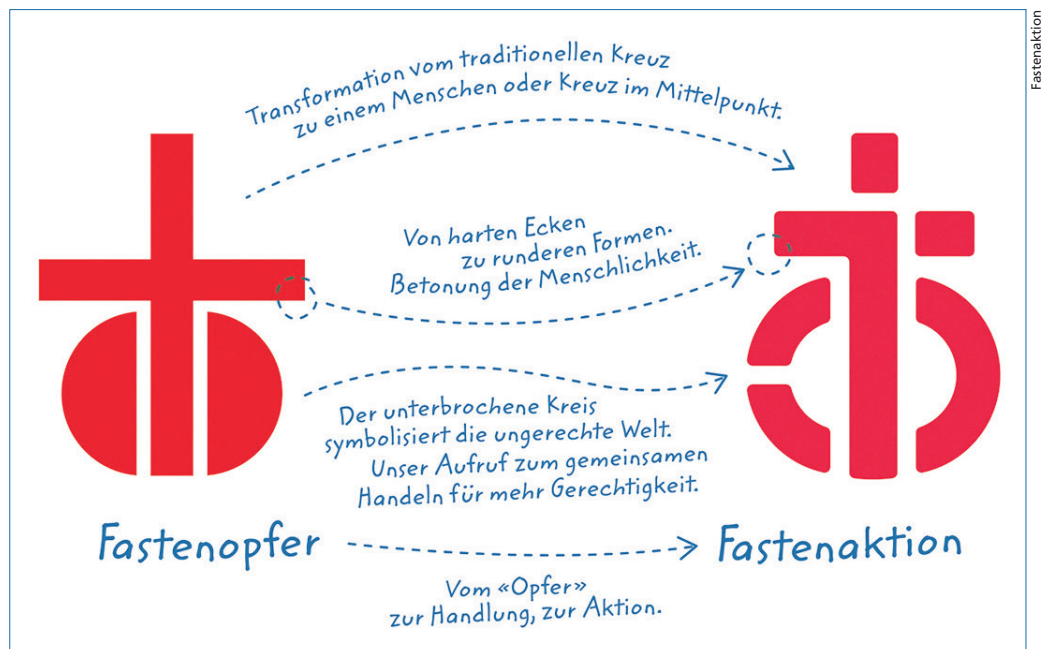 Fastenaktion
Transformation vom traditionellen Kreuz
zu einem Menschen oder Kreuz im Mittelpunkt.
Von harten Ecken
zu runderen Formen.
Betonung der Menschlichkeit.
Der unterbrochene Kreis
symbolisiert die ungerechte Welt.
Unser Aufruf zum gemeinsamen
Handeln für mehr Gerechtigkeit.
Fastenopfer
Fastenaktion
Vom «Opfer»
zur Handlung, zur Aktion.